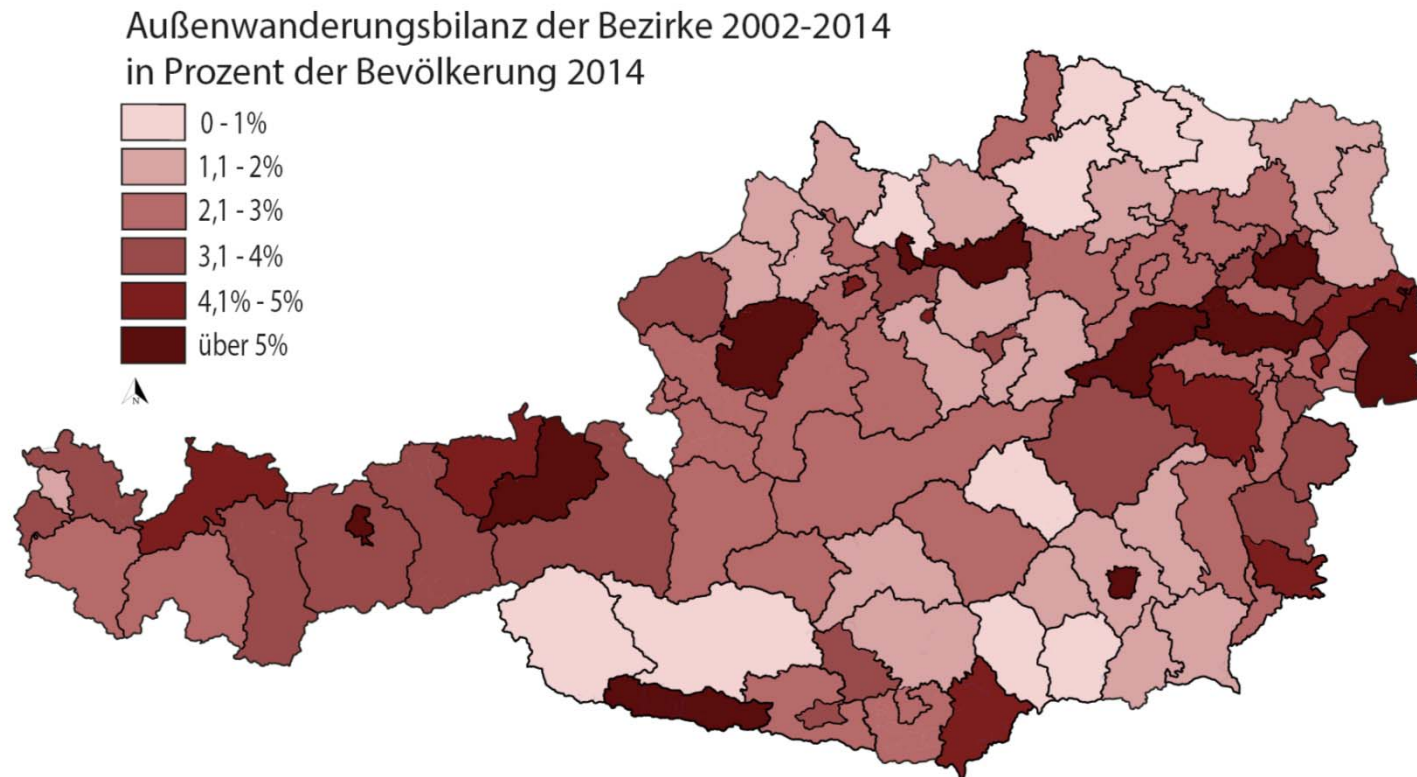 Außenwanderungsbilanz der Bezirke 2002-2014
in Prozent der Bevölkerung 2014
0 - 1%
1,1 - 2%
2,1 - 3%
3,1 - 4%
4,1% - 5%
über 5%
N